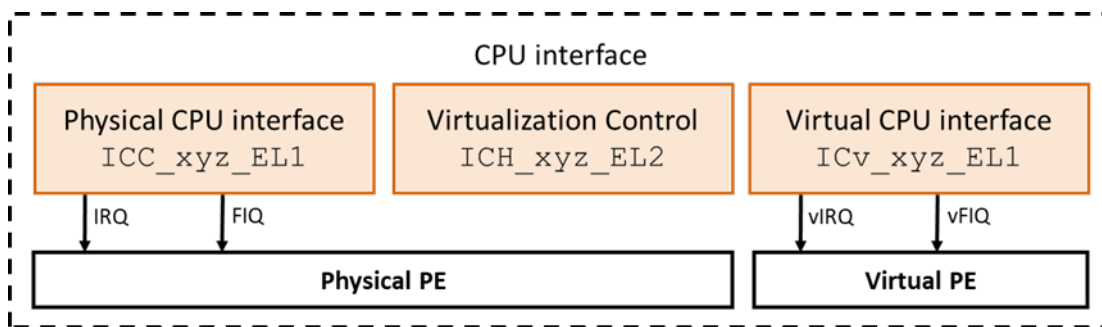 CPU interface
Physical CPU interface
ICC_xyz_EL1
Virtualization Control
ICH_xyz_EL2
Virtual CPU interface
ICv_xyz_EL1
IRQ
FIQ
vIRQ
vFIQ
Physical PE
Virtual PE